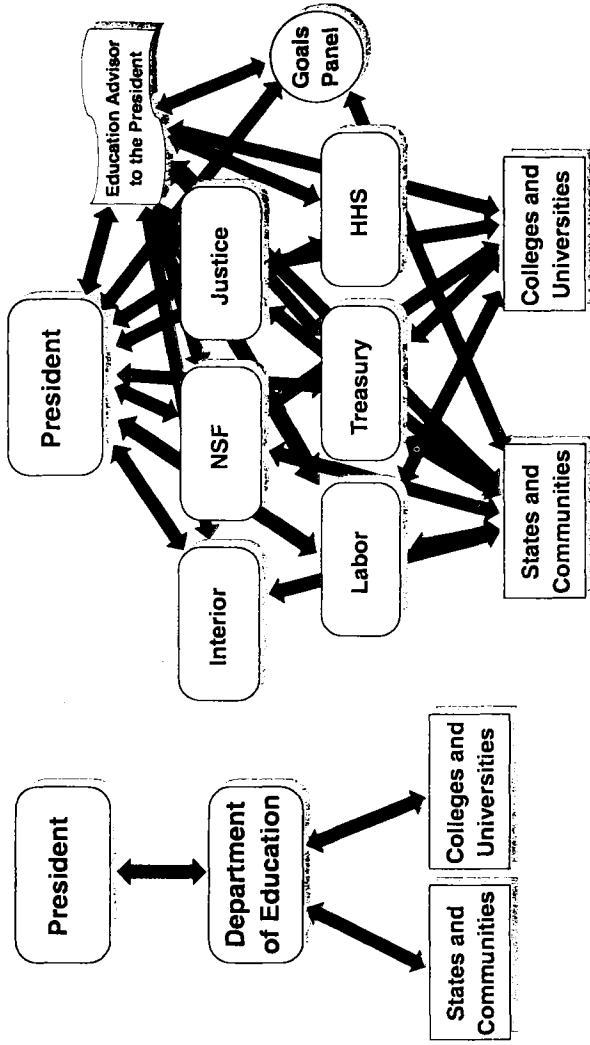 President
Department
of Education
States and
Communities
Colleges and
Universities
President
Education Advisor
to the President
Interior
NSF
Justice
Goals
Panel
Labor
Treasury
HHS
States and
Communities
Colleges and
Universities